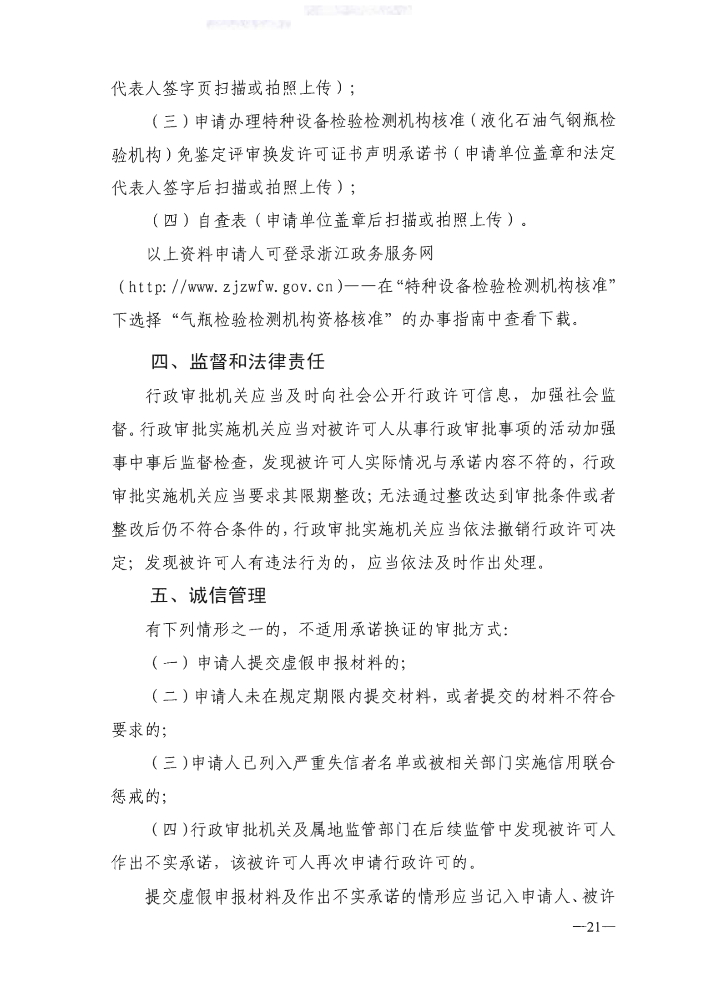 代表人签字页扫描或拍照上传）；
（三）申请办理特种设备检验检测机构核准（液化石油气钢瓶检
验机构）免鉴定评审换发许可证书声明承诺书（申请单位盖章和法定
代表人签字后扫描或拍照上传）；
（四）自查表（申请单位盖章后扫描或拍照上传）。
以上资料申请人可登录浙江政务服务网
（http://www.zjzwfw.gov.cn)——在“特种设备检验检测机构核准”
下选择“气瓶检验检测机构资格核准”的办事指南中查看下载。
四、监督和法律责任
行政审批机关应当及时向社会公开行政许可信息，加强社会监
督。行政审批实施机关应当对被许可人从事行政审批事项的活动加强
事中事后监督检查，发现被许可人实际情况与承诺内容不符的，行政
审批实施机关应当要求其限期整改；无法通过整改达到审批条件或者
整改后仍不符合条件的，行政审批实施机关应当依法撤销行政许可决
定；发现被许可人有违法行为的，应当依法及时作出处理。
五、诚信管理
有下列情形之一的，不适用承诺换证的审批方式：
（一）申请人提交虚假申报材料的；
（二）申请人未在规定期限内提交材料，或者提交的材料不符合
要求的；
（三）申请人已列入严重失信者名单或被相关部门实施信用联合
惩戒的；
（四）行政审批机关及属地监管部门在后续监管中发现被许可人
作出不实承诺，该被许可人再次申请行政许可的。
提交虚假申报材料及作出不实承诺的情形应当记入申请人、被许
—21—